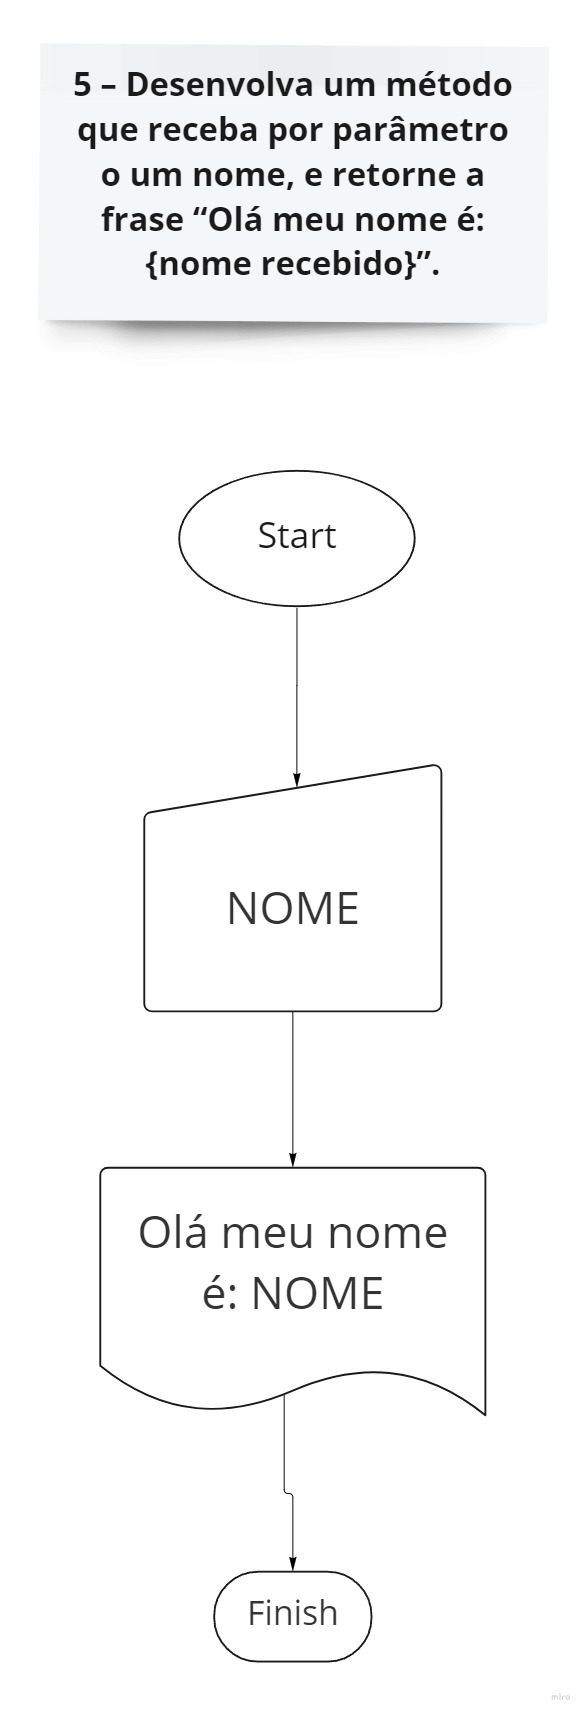 5 – Desenvolva um método
que receba por parâmetro
o um nome, e retorne a
frase “Olá meu nome é:
{nome recebido}”.
Start
NOME
Olá meu nome
é: NOME
Finish
miro